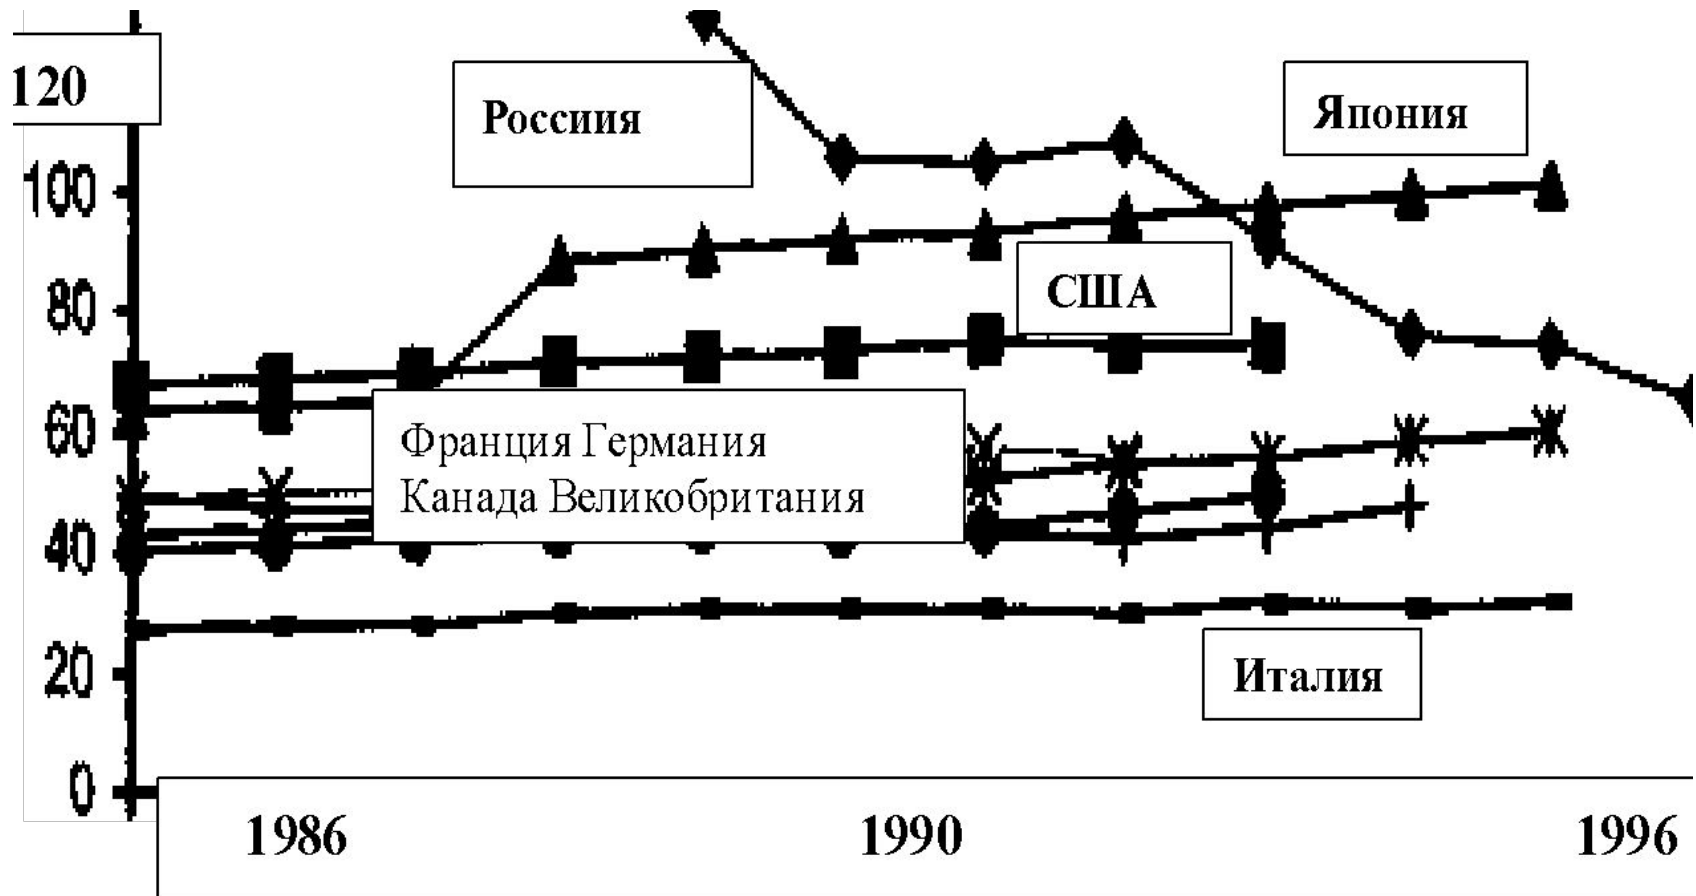 120
Россиия
Япония
100
США
80
60
Франция Германия
Канада Великобритания
40
Италия
20
0
1986 1990 1996